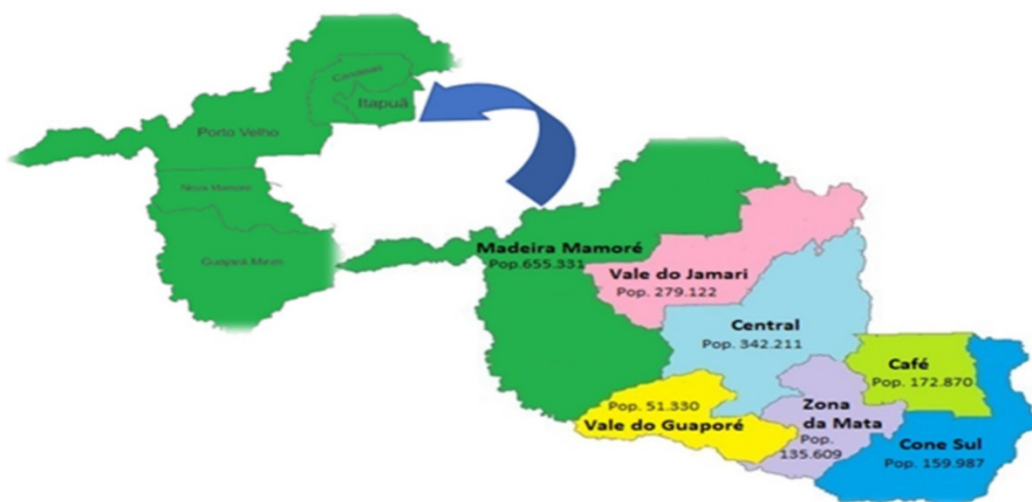 Candeias
Itapuã
Porto Velho
Nova Mamoré
Guajará Mirim
Madeira Mamoré
Pop.655.331
Vale do Jamari
Pop. 279.122
Central
Pop. 342.211
Café
Pop. 172.870
Pop. 51.330
Vale do Guaporé
Zona
da Mata
Pop.
135.609
Cone Sul
Pop. 159.987